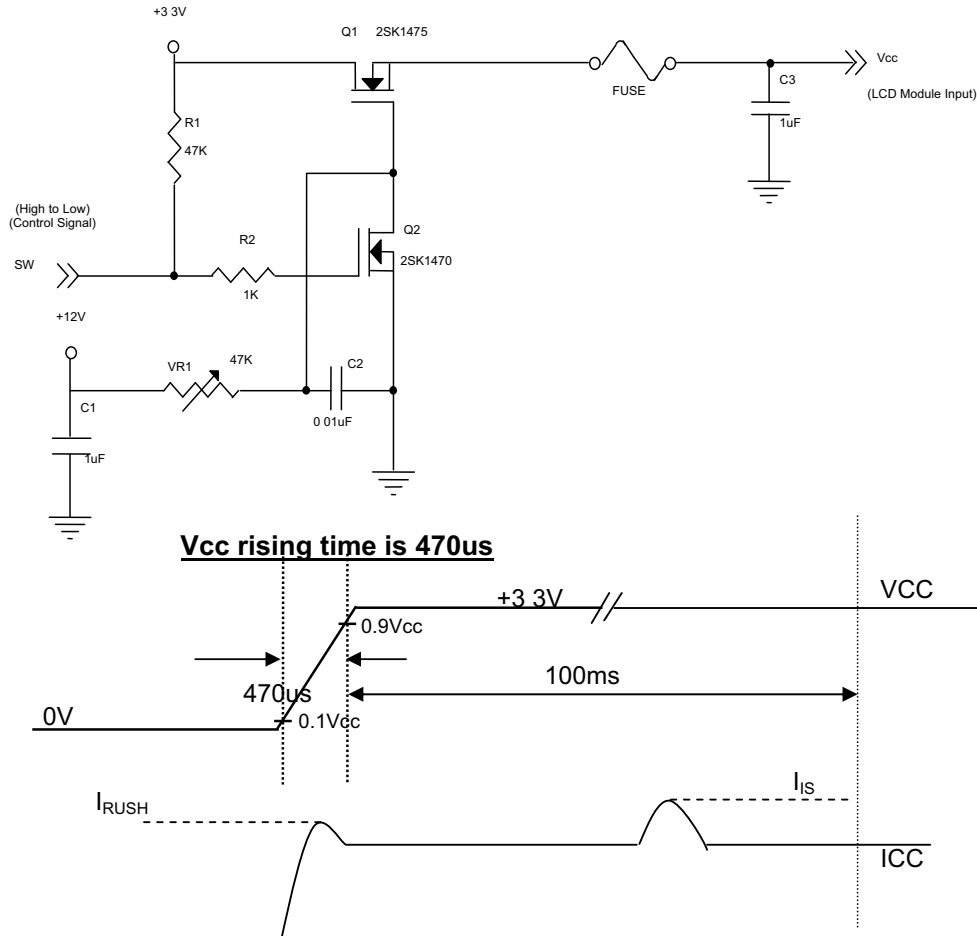 +3 3V
Q1 2SK1475
Vcc
FUSE
C3
(LCD Module Input)
1uF
R1
47K
(High to Low)
(Control Signal)
Q2
R2
2SK1470
SW
1K
+12V
VR1 47K
C2
C1
0 01uF
1uF
Vcc rising time is 470us
+3 3V
VCC
0.9Vcc
100ms
470us
0V
0.1Vcc
IRUSH
IIS
ICC